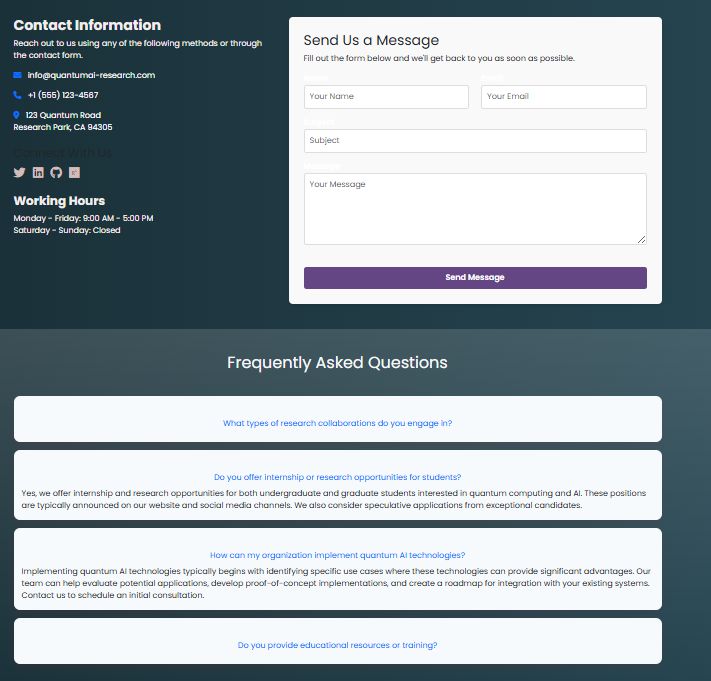 Contact Information
Reach out to us using any of the following methods or through
the contact form.
info@quantumai-research.com
+1 (555) 123-4567
123 Quantum Road
Research Park, CA 94305
Connect With Us
Working Hours
Monday - Friday: 9:00 AM - 5:00 PM
Saturday - Sunday: Closed
Send Us a Message
Fill out the form below and we'll get back to you as soon as possible.
Your Name
Your Email
Subject
Your Message
Send Message
Frequently Asked Questions
What types of research collaborations do you engage in?
Do you offer internship or research opportunities for students?
Yes, we offer internship and research opportunities for both undergraduate and graduate students interested in quantum computing and AI. These positions
are typically announced on our website and social media channels. We also consider speculative applications from exceptional candidates.
How can my organization implement quantum AI technologies?
Implementing quantum AI technologies typically begins with identifying specific use cases where these technologies can provide significant advantages. Our
team can help evaluate potential applications, develop proof-of-concept implementations, and create a roadmap for integration with your existing systems.
Contact us to schedule an initial consultation.
Do you provide educational resources or training?